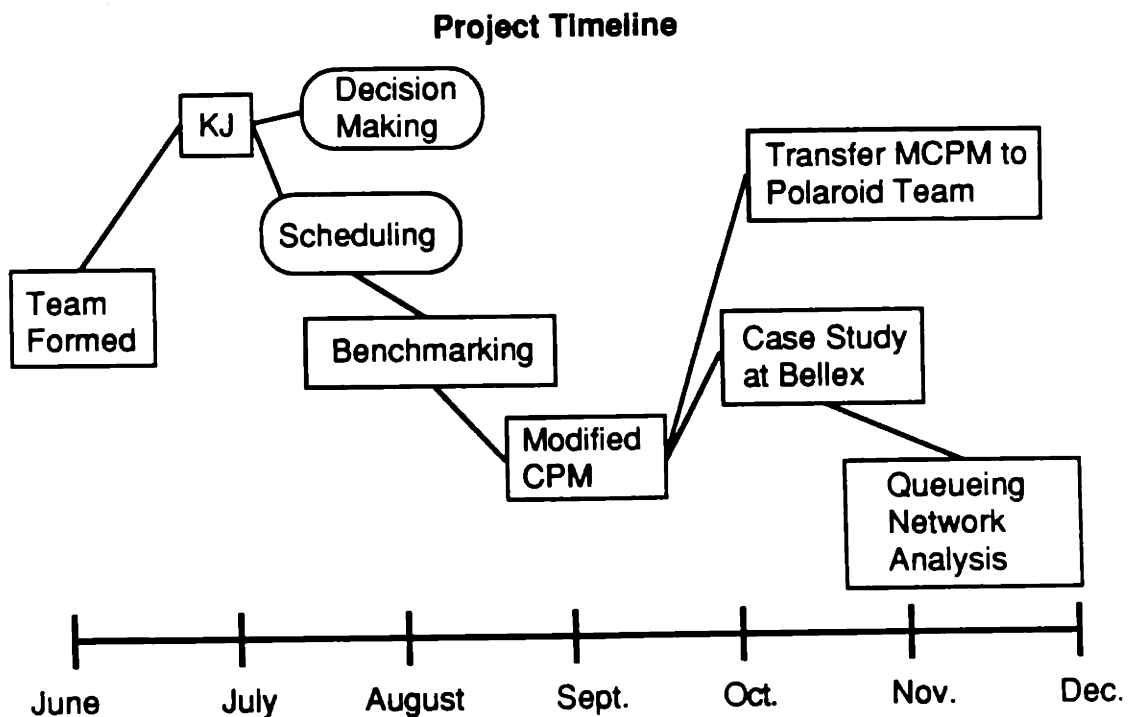 Project Timeline
KJ
Decision
Making
Transfer MCPM to
Polaroid Team
Scheduling
Team
Formed
Benchmarking
Case Study
at Bellex
Modified
CPM
Queueing
Network
Analysis
June
July
August
Sept.
Oct.
Nov.
Dec.